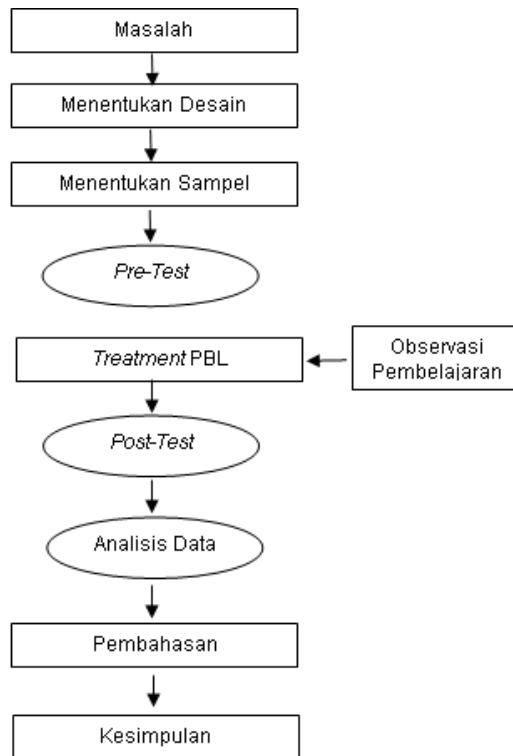 Masalah
Menentukan Desain
Menentukan Sampel
Pre-Test
Treatment PBL
Observasi
Pembelajaran
Post-Test
Analisis Data
Pembahasan
Kesimpulan